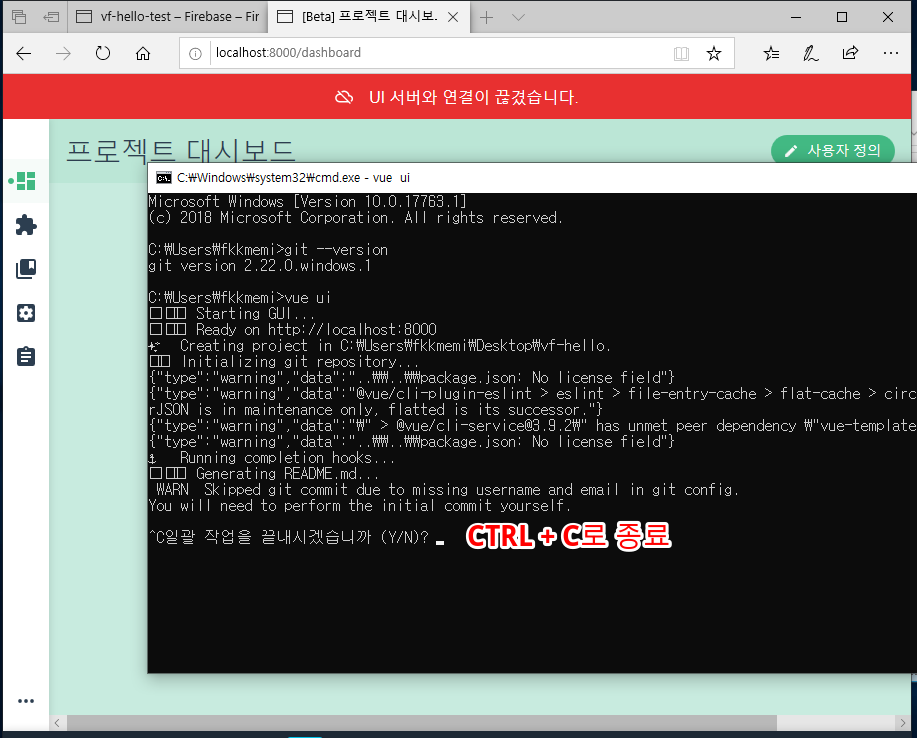 vf-hello-test – Firebase – Fir
[Beta] 프로젝트 대시보.
localhost:8000/dashboard
UI 서버와 연결이 끊겼습니다.
프로젝트 대시보드
사용자 정의
C:₩Windows₩system32₩cmd.exe - vue ui
Microsoft Windows [Version 10.0.17763.1]
(c) 2018 Microsoft Corporation. All rights reserved.
C:₩Users₩fkkmemi>git --version
git version 2.22.0.windows.1
C:₩Users₩fkkmemi>vue ui
Starting GUI...
Ready on http://localhost:8000
Creating project in C:₩Users₩fkkmemi₩Desktop₩vf-hello.
Initializing git repository...
{"type":"warning","data":"..₩₩..₩₩package.json: No license field"}
{"type":"warning","data":"@vue/cli-plugin-eslint > eslint > file-entry-cache > flat-cache > circ
rJSON is in maintenance only, flatted is its successor."}
{"type":"warning","data":"₩" > @vue/cli-service@3.9.2₩" has unmet peer dependency ₩"vue-template
{"type":"warning","data":"..₩₩..₩₩package.json: No license field"}
Running completion hooks...
Generating README.md...
WARN Skipped git commit due to missing username and email in git config.
You will need to perform the initial commit yourself.
^C일괄 작업을 끝내시겠습니까 (Y/N)?
CTRL + C로 종료